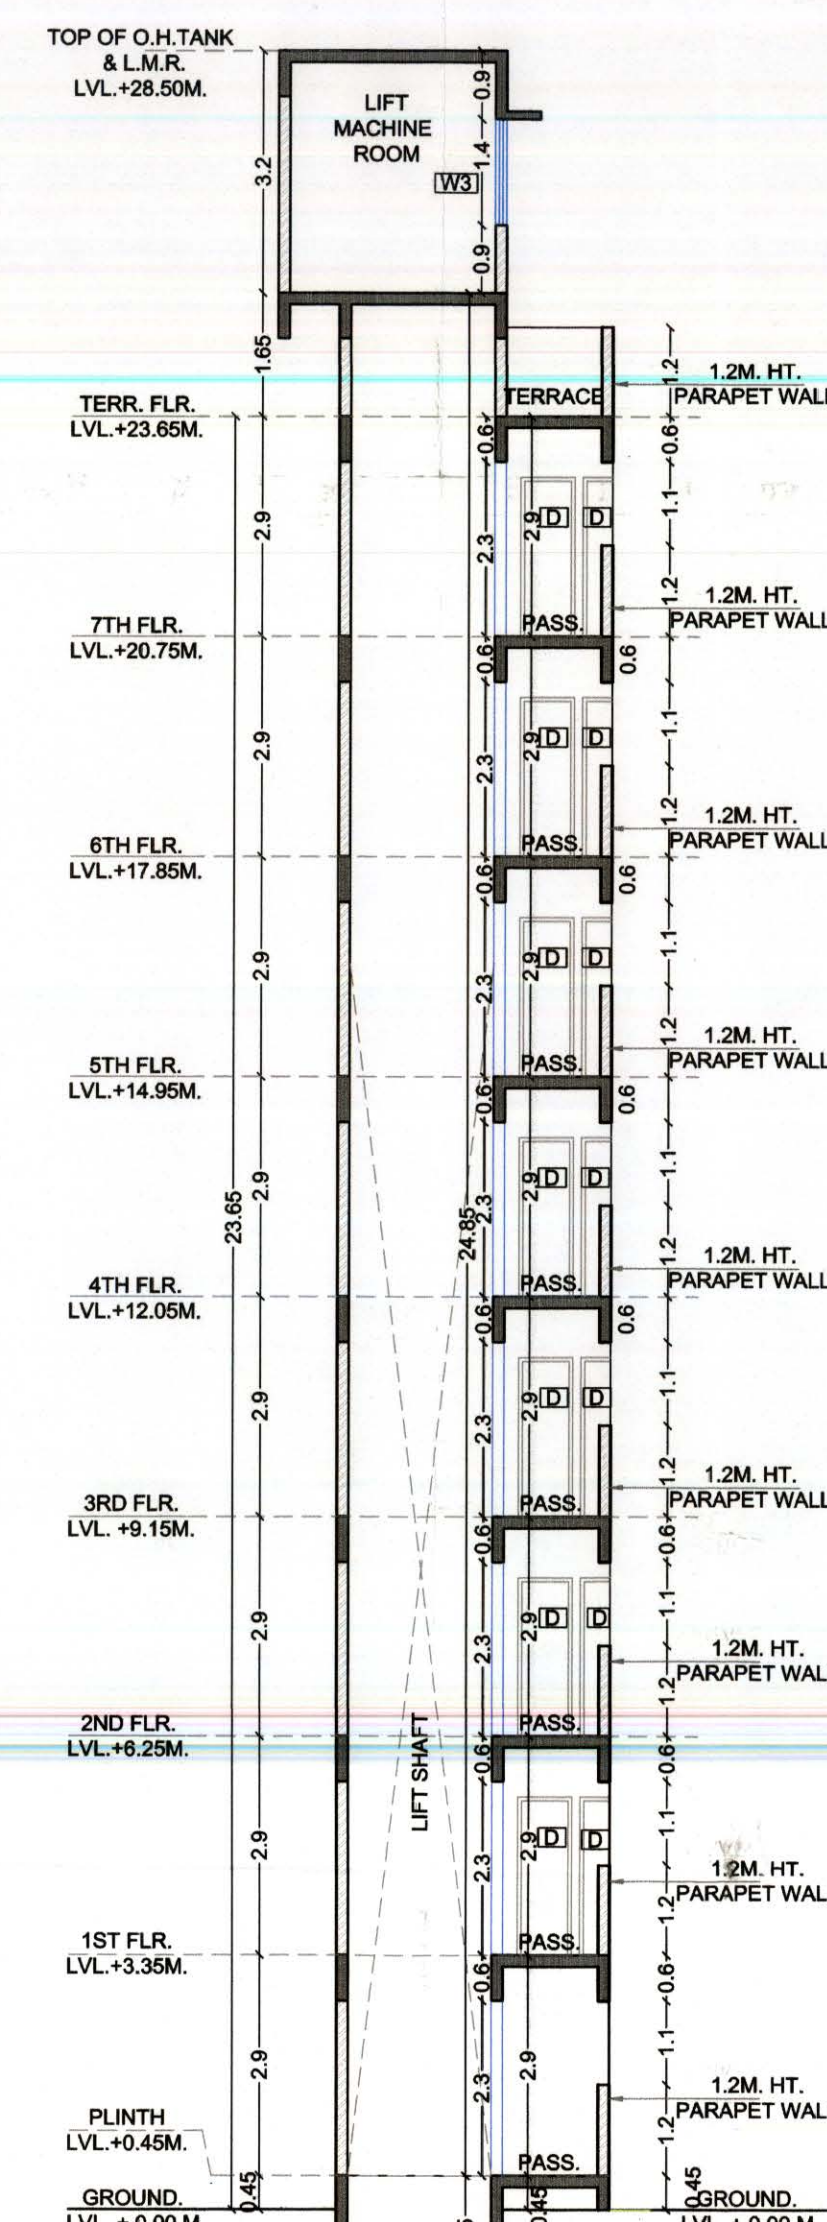 TOP OF O.H.TANK
& L.M.R.
LVL.+28.50M.
LIFT
MACHINE
ROOM
W3
0.9
1.4
0.9
3.2
1.65
TERR. FLR.
LVL.+23.65M.
TERRACE
1.2
1.2M. HT.
PARAPET WALL
0.6
0.6
2.9
2.3
2.9
D
D
1.1
1.2
1.2M. HT.
PARAPET WALL
PASS.
7TH FLR.
LVL.+20.75M.
0.6
0.6
2.9
2.3
2.9
D
D
1.1
1.2
1.2M. HT.
PARAPET WALL
PASS.
6TH FLR.
LVL.+17.85M.
0.6
0.6
2.9
2.3
2.9
D
D
1.1
1.2
1.2M. HT.
PARAPET WALL
PASS.
5TH FLR.
LVL.+14.95M.
0.6
0.6
23.65
2.9
24.85
2.3
2.9
D
D
1.1
1.2
1.2M. HT.
PARAPET WALL
PASS.
4TH FLR.
LVL.+12.05M.
0.6
0.6
2.9
2.3
2.9
D
D
1.1
1.2
1.2M. HT.
PARAPET WALL
PASS.
3RD FLR.
LVL. +9.15M.
0.6
0.6
2.9
2.3
2.9
D
D
1.1
1.2
1.2M. HT.
PARAPET WAL
PASS.
2ND FLR.
LVL.+6.25M.
LIFT SHAFT
0.6
0.6
2.9
2.3
2.9
D
D
1.1
1.2
1.2M. HT.
PARAPET WAL
PASS.
1ST FLR.
LVL.+3.35M.
0.6
0.6
2.9
2.3
2.9
1.1
1.2
1.2M. HT.
PARAPET WAL
PASS.
PLINTH
LVL.+0.45M.
0.45
0.45
0.45
GROUND.
GROUND.